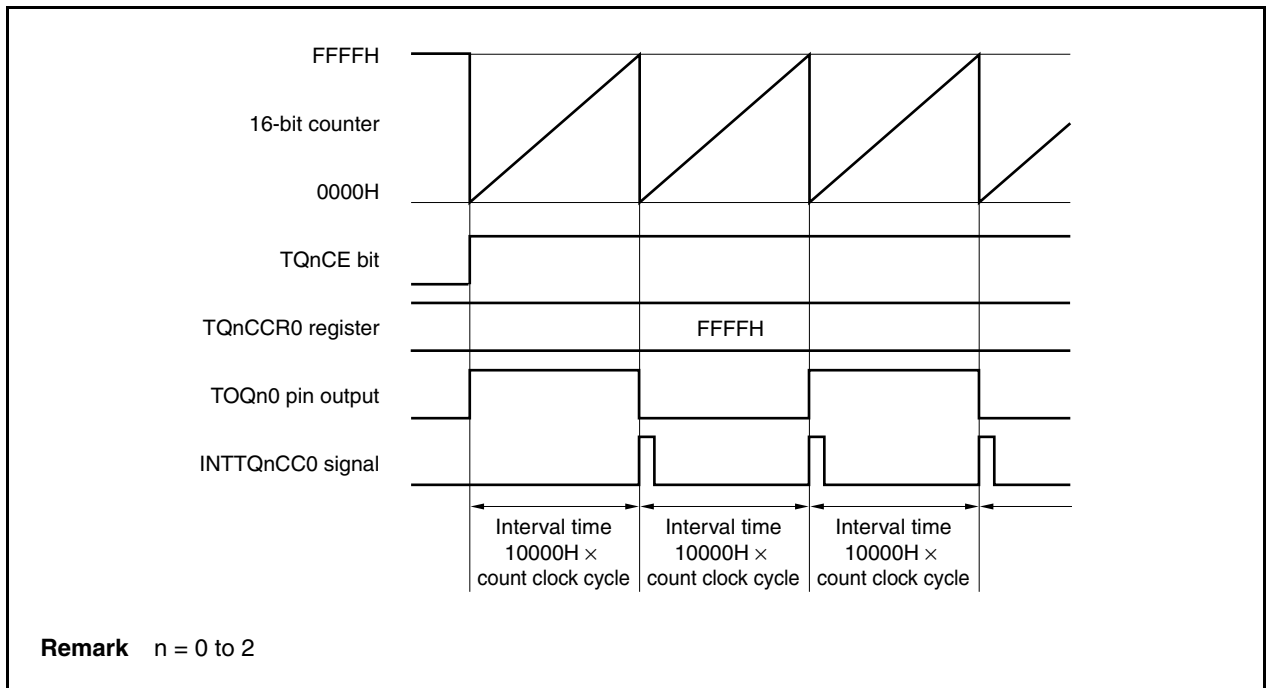 FFFFH
16-bit counter
0000H
TQnCE bit
TQnCCR0 register
FFFFH
TOQn0 pin output
INTTQnCC0 signal
Interval time
10000H ×
count clock cycle
Interval time
10000H ×
count clock cycle
Interval time
10000H ×
count clock cycle
Remark n = 0 to 2